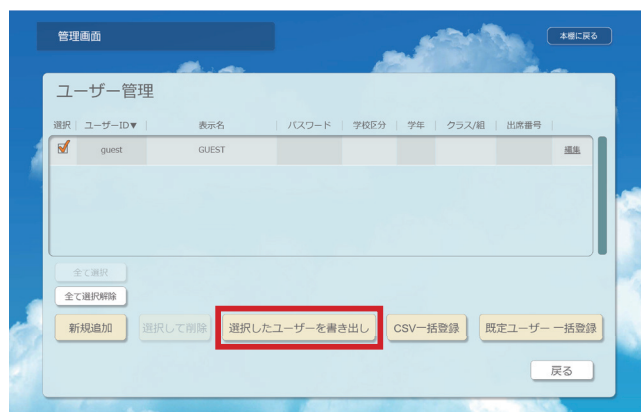 管理画面
本棚に戻る
ユーザー管理
選択 ユーザーID▼ 表示名 パスワード 学校区分 学年 クラス/組 出席番号
guest GUEST 編集
全て選択
全て選択解除
新規追加 選択して削除 選択したユーザーを書き出し CSV一括登録 既定ユーザー 一括登録
戻る